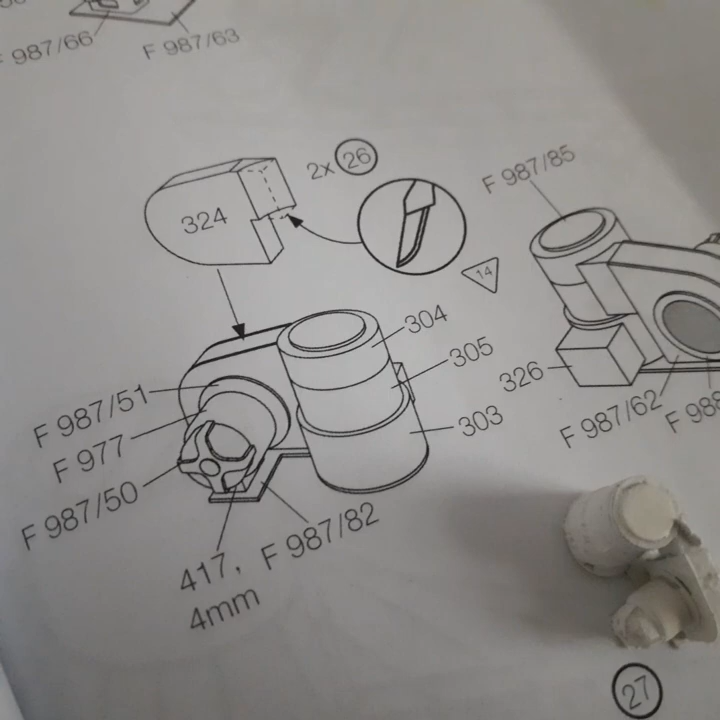 F 987/66
F 987/63
2x 26
324
14
F 987/85
304
305
303
326
F 987/62
F 987/51
F 977
F 987/50
417, F 987/82
4mm
27